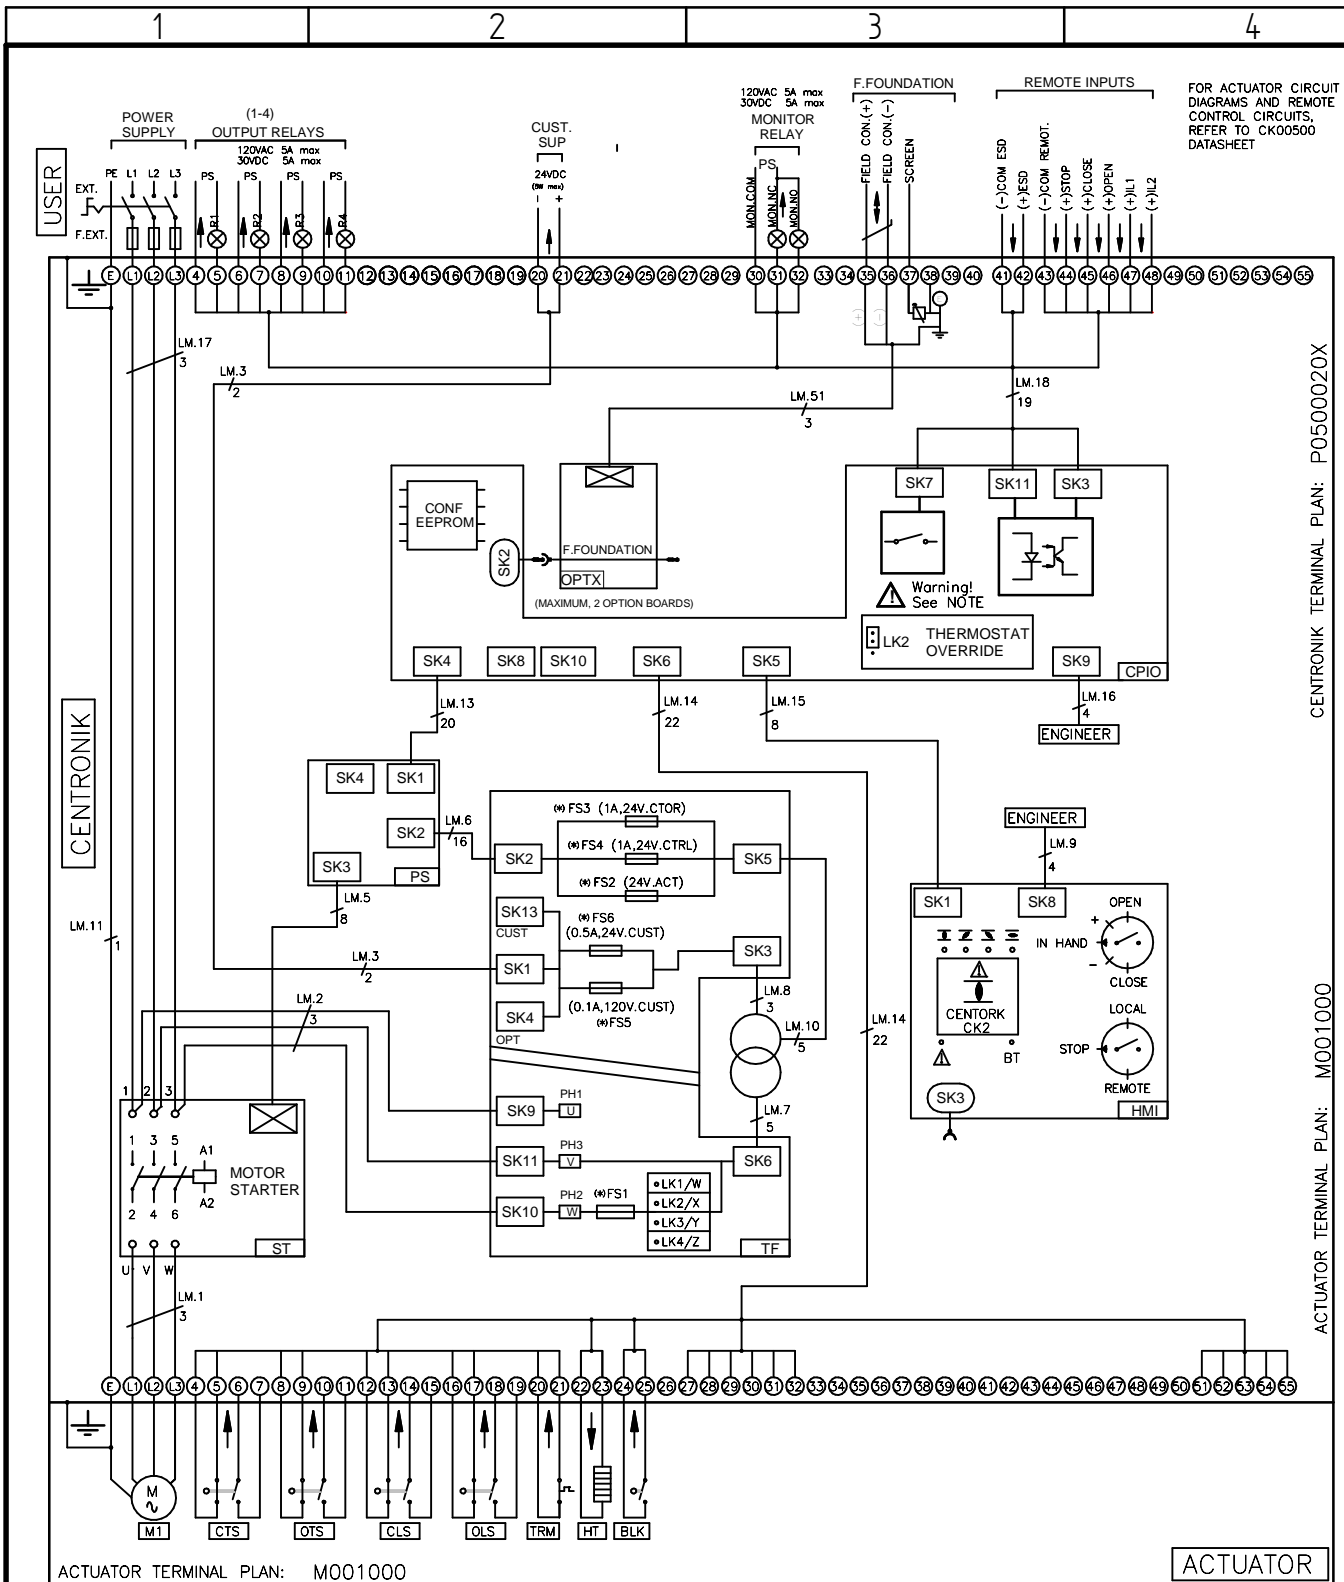 1 2 3 4
FOR ACTUATOR CIRCUIT
DIAGRAMS AND REMOTE
CONTROL CIRCUITS,
REFER TO CK00500
DATASHEET
USER
POWER
SUPPLY
(1-4)
OUTPUT RELAYS
120VAC 5A max
30VDC 5A max
CUST.
SUP
24VDC
(5W max)
- +
120VAC 5A max
30VDC 5A max
MONITOR
RELAY
F.FOUNDATION
REMOTE INPUTS
PE L1 L2 L3
EXT.
F.EXT.
PS PS PS PS
R1 R2 R3 R4
PS
MON.COM
MON.NC
MON.NO
FIELD CON.(+)
FIELD CON.(-)
SCREEN
(-)COM ESD
(+)ESD
(-)COM REMOT.
(+)STOP
(+)CLOSE
(+)OPEN
(+)IL1
(+)IL2
E L1 L2 L3 4 5 6 7 8 9 10 11 12 13 14 15 16 17 18 19 20 21 22 23 24 25 26 27 28 29 30 31 32 33 34 35 36 37 38 39 40 41 42 43 44 45 46 47 48 49 50 51 52 53 54 55
LM.17
3
LM.3
2
LM.51
3
LM.18
19
CENTRONIK TERMINAL PLAN: P0500020X
CONF
EEPROM
SK2
F.FOUNDATION
OPTX
(MAXIMUM, 2 OPTION BOARDS)
SK7 SK11 SK3
Warning!
See NOTE
LK2
THERMOSTAT
OVERRIDE
SK4 SK8 SK10 SK6 SK5 SK9
CPIO
LM.13
20
LM.14
22
LM.15
8
LM.16
4
ENGINEER
CENTRONIK
SK4 SK1
SK2
SK3
PS
LM.6
16
LM.5
8
(*)FS3 (1A,24V.CTOR)
(*)FS4 (1A,24V.CTRL)
(*)FS2 (24V.ACT)
SK2 SK5
SK13
CUST
(*)FS6
(0.5A,24V.CUST)
SK1
SK3
SK4
OPT
(0.1A,120V.CUST)
(*)FS5
LM.11
1
LM.3
2
LM.2
3
LM.8
3
LM.10
5
LM.7
5
LM.14
22
ENGINEER
LM.9
4
SK1 SK8
OPEN
+
IN HAND
-
CLOSE
CENTORK
CK2
BT
LOCAL
STOP
REMOTE
SK3
HMI
ACTUATOR TERMINAL PLAN: M001000
1 2 3
1 3 5
A1
A2
2 4 6
MOTOR
STARTER
ST
U V W
SK9
PH1
U
SK11
PH3
V
SK6
SK10
PH2
W
(*)FS1
LK1/W
LK2/X
LK3/Y
LK4/Z
TF
LM.1
3
E L1 L2 L3 4 5 6 7 8 9 10 11 12 13 14 15 16 17 18 19 20 21 22 23 24 25 26 27 28 29 30 31 32 33 34 35 36 37 38 39 40 41 42 43 44 45 46 47 48 49 50 51 52 53 54 55
M
M1 CTS OTS CLS OLS TRM HT BLK
ACTUATOR TERMINAL PLAN: M001000
ACTUATOR